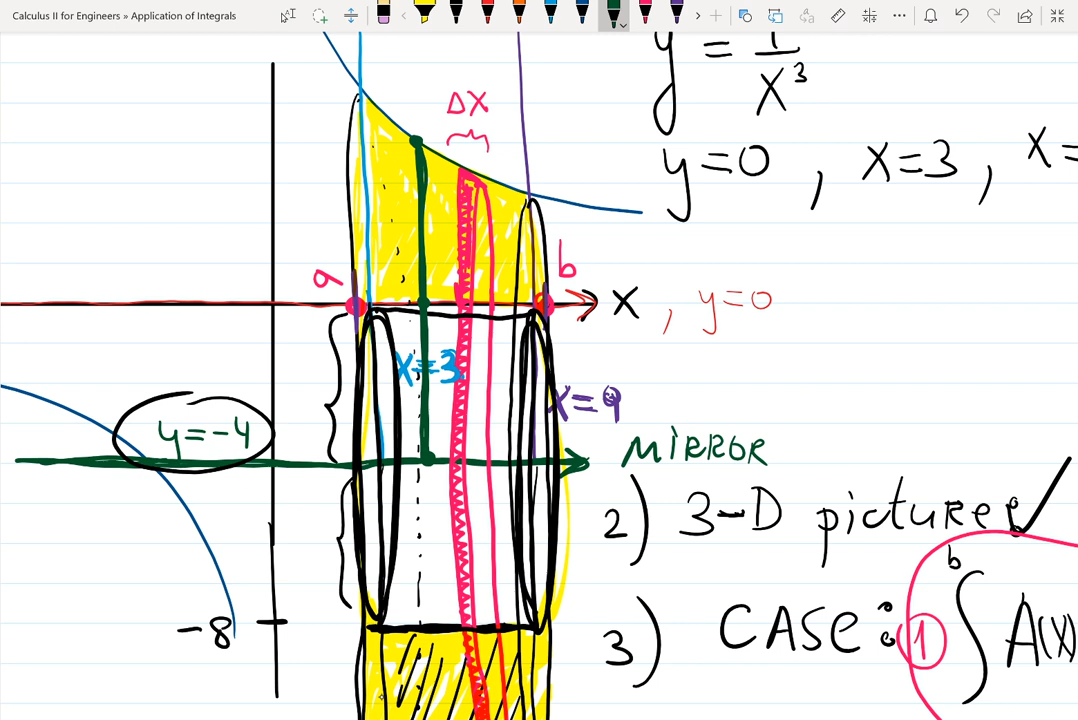 Calculus II for Engineers » Application of Integrals
y = 1/x³
y=0, x=3, x=
Δx
a
b
x, y=0
x=3
x=9
y=-4
MIRROR
2) 3-D picture
-8
3) CASE: 1 ∫ b A(x)